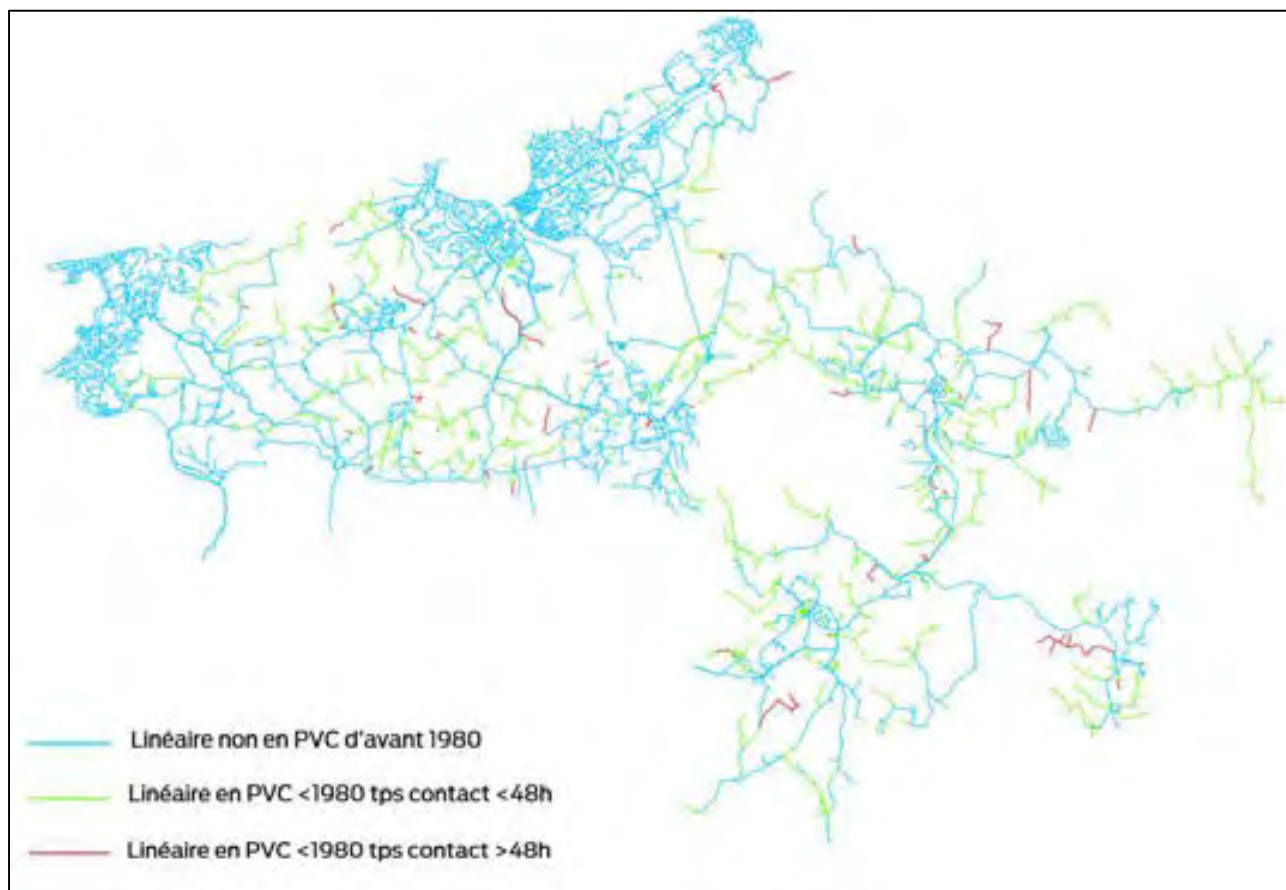 Linéaire non en PVC d'avant 1980
Linéaire en PVC <1980 tps contact <48h
Linéaire en PVC <1980 tps contact >48h